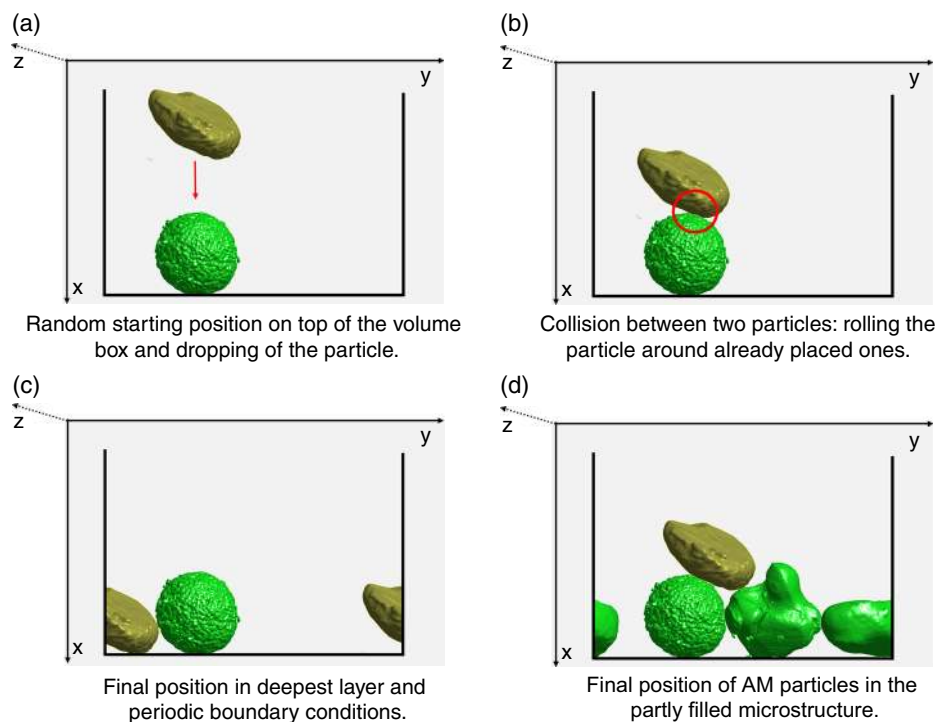 (a)
z
y
x
Random starting position on top of the volume
box and dropping of the particle.
(b)
z
y
x
Collision between two particles: rolling the
particle around already placed ones.
(c)
z
y
x
Final position in deepest layer and
periodic boundary conditions.
(d)
z
y
x
Final position of AM particles in the
partly filled microstructure.